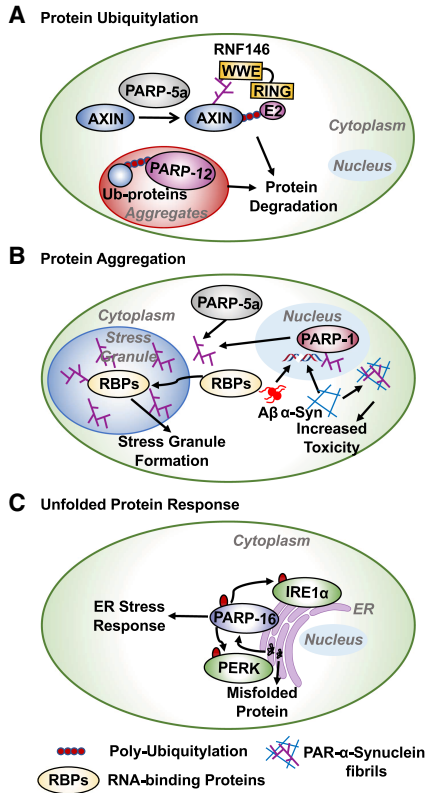 A Protein Ubiquitylation
RNF146
WWE
PARP-5a
RING
AXIN
AXIN
E2
Cytoplasm
Nucleus
PARP-12
Ub-proteins
Aggregates
Protein
Degradation
B Protein Aggregation
PARP-5a
Cytoplasm
Nucleus
Stress
Granule
PARP-1
RBPs
RBPs
Aβ α-Syn
Increased
Toxicity
Stress Granule
Formation
C Unfolded Protein Response
Cytoplasm
IRE1α
ER Stress
Response
PARP-16
ER
Nucleus
PERK
Misfolded
Protein
Poly-Ubiquitylation
PAR-α-Synuclein
fibrils
RBPs
RNA-binding Proteins